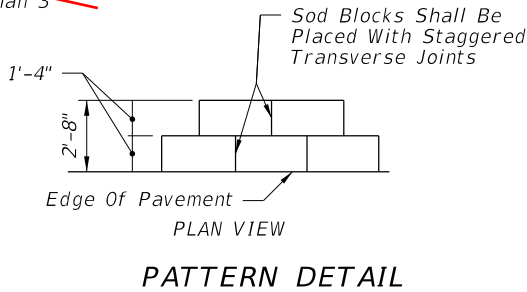 Sod Blocks Shall Be
Placed With Staggered
Transverse Joints
1'-4"
2'-8"
Edge Of Pavement
PLAN VIEW
PATTERN DETAIL